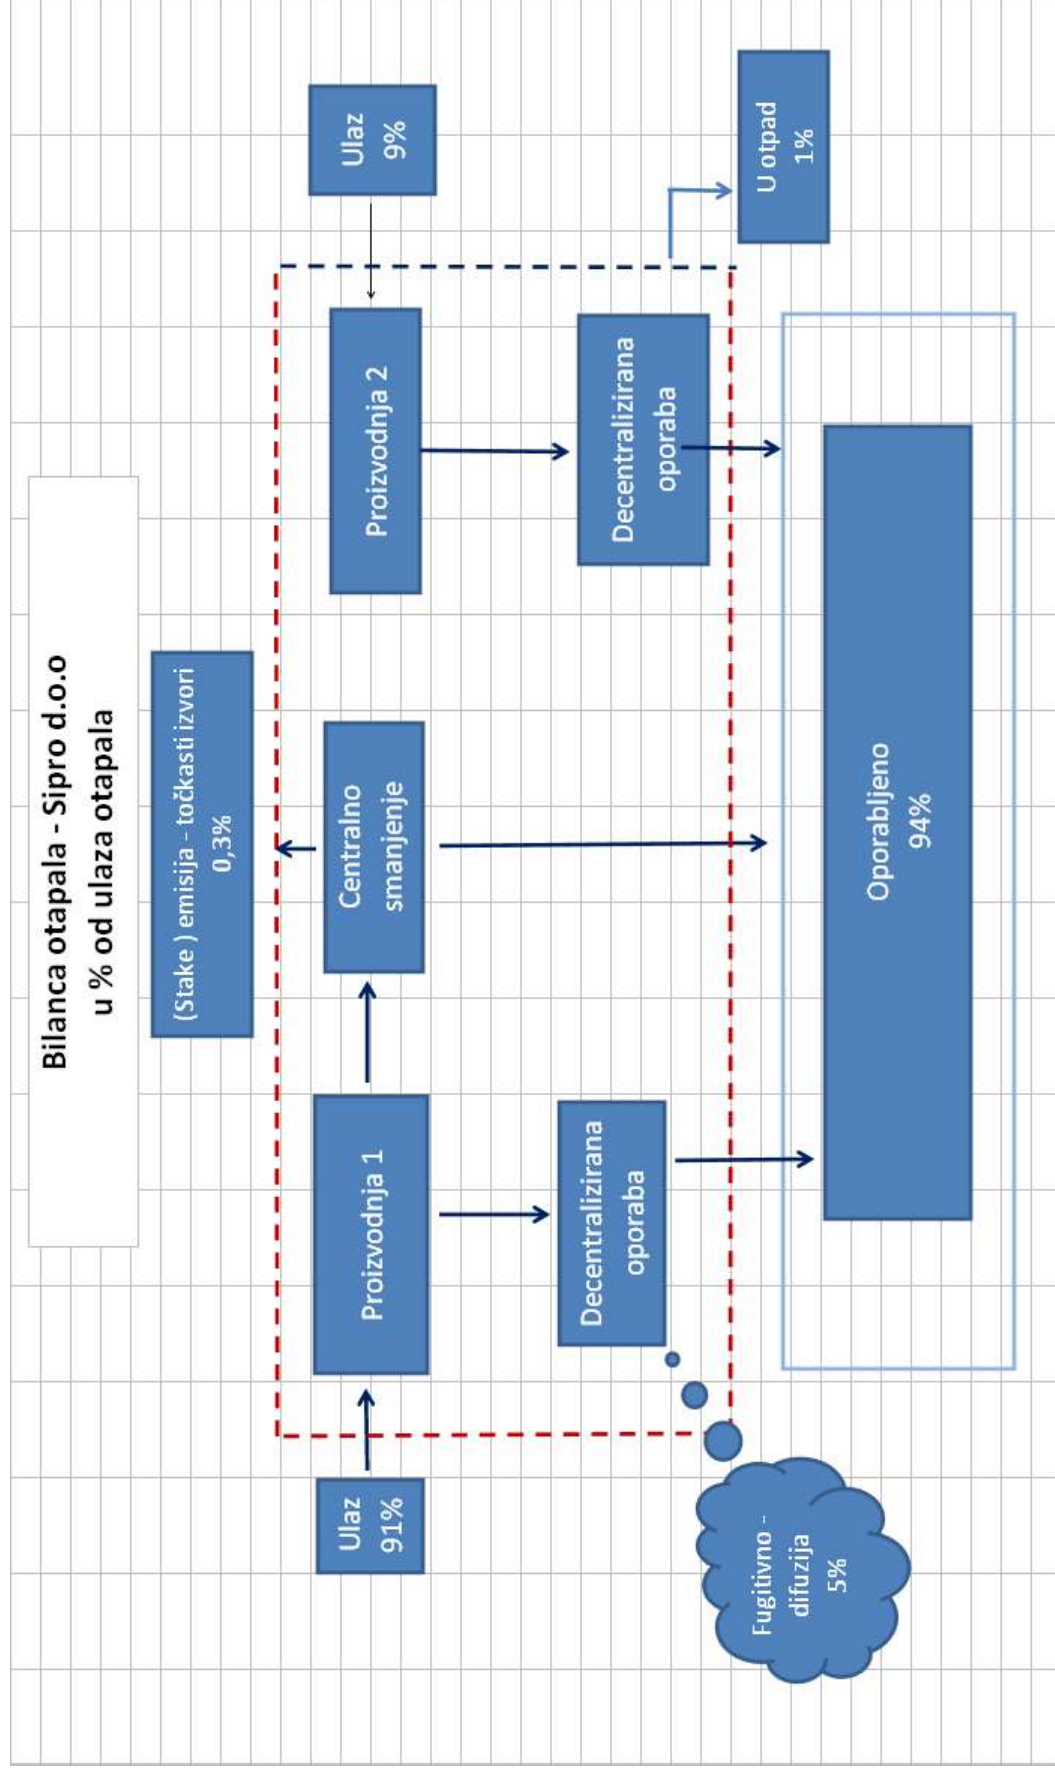 Bilanca otapala - Sipro d.o.o
u % od ulaza otapala
(Stake ) emisija - točkasti izvori
0,3%
Ulaz
91%
Proizvodnja 1
Centralno
smanjenje
Proizvodnja 2
Ulaz
9%
Decentralizirana
oporaba
Decentralizirana
oporaba
Fugitivno -
difuzija
5%
U otpad
1%
Oporabljeno
94%